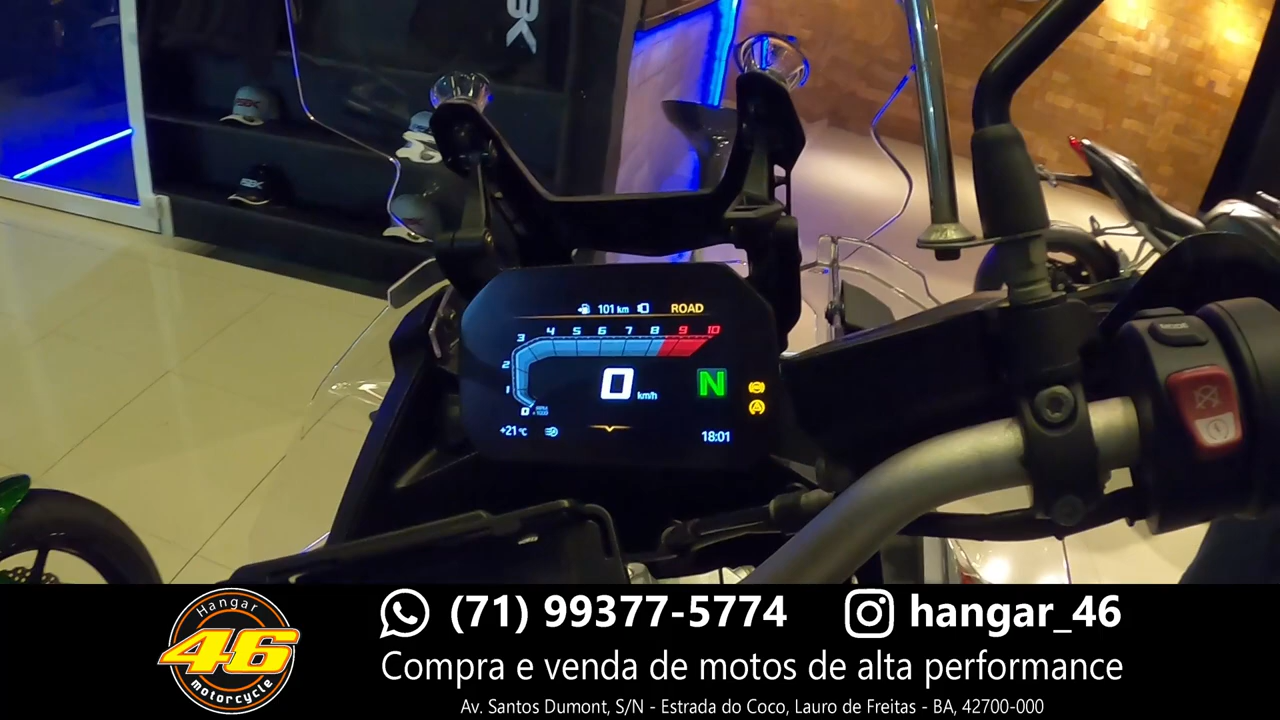 BK
101 km ROAD
1 2 3 4 5 6 7 8 9 10
0 km/h N
0
+21 °C 18:01
MODE
Hangar
46
motorcycle
(71) 99377-5774 hangar_46
Compra e venda de motos de alta performance
Av. Santos Dumont, S/N - Estrada do Coco, Lauro de Freitas - BA, 42700-000